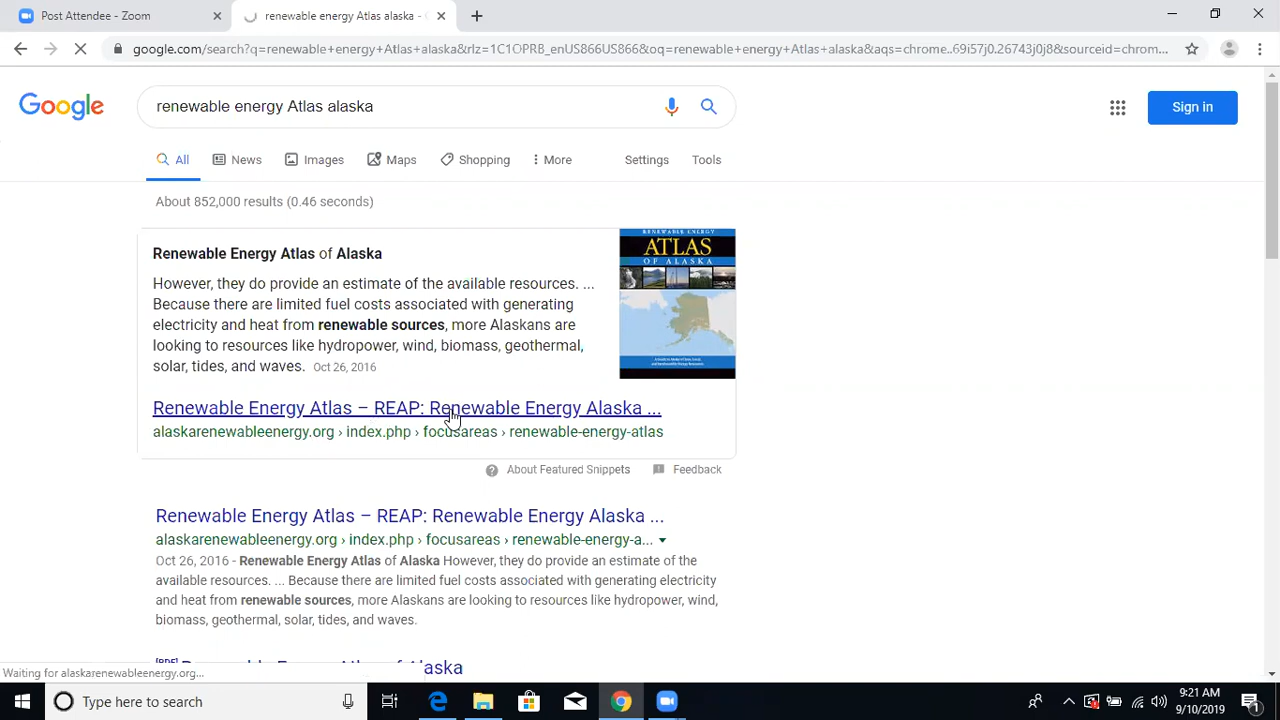 Post Attendee - Zoom
renewable energy Atlas alaska -
google.com/search?q=renewable+energy+Atlas+alaska&rlz=1C1OPRB_enUS866US866&oq=renewable+energy+Atlas+alaska&aqs=chrome..69i57j0.26743j0j8&sourceid=chrom...
Google
renewable energy Atlas alaska
Sign in
All
News
Images
Maps
Shopping
More
Settings
Tools
About 852,000 results (0.46 seconds)
Renewable Energy Atlas of Alaska
However, they do provide an estimate of the available resources. ...
Because there are limited fuel costs associated with generating
electricity and heat from renewable sources, more Alaskans are
looking to resources like hydropower, wind, biomass, geothermal,
solar, tides, and waves. Oct 26, 2016
RENEWABLE ENERGY
ATLAS
OF ALASKA
Renewable Energy Atlas – REAP: Renewable Energy Alaska ...
alaskarenewableenergy.org › index.php › focusareas › renewable-energy-atlas
About Featured Snippets
Feedback
Renewable Energy Atlas – REAP: Renewable Energy Alaska ...
alaskarenewableenergy.org › index.php › focusareas › renewable-energy-a...
Oct 26, 2016 - Renewable Energy Atlas of Alaska However, they do provide an estimate of the
available resources. ... Because there are limited fuel costs associated with generating electricity
and heat from renewable sources, more Alaskans are looking to resources like hydropower, wind,
biomass, geothermal, solar, tides, and waves.
[PDF] Renewable Energy Atlas of Alaska
Waiting for alaskarenewableenergy.org...
Type here to search
9:21 AM
9/10/2019
1